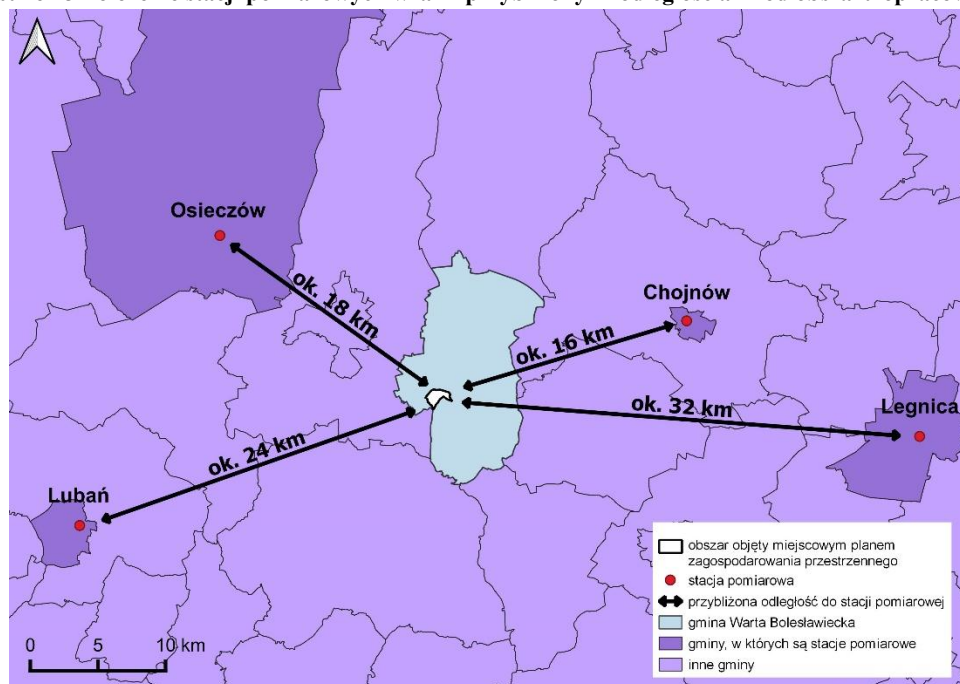 Osieczów
ok. 18 km
Chojnów
ok. 16 km
ok. 32 km
Legnica
ok. 24 km
Lubań
obszar objęty miejscowym planem
zagospodarowania przestrzennego
stacja pomiarowa
przybliżona odległość do stacji pomiarowej
gmina Warta Bolesławiecka
gminy, w których są stacje pomiarowe
inne gminy
0 5 10 km